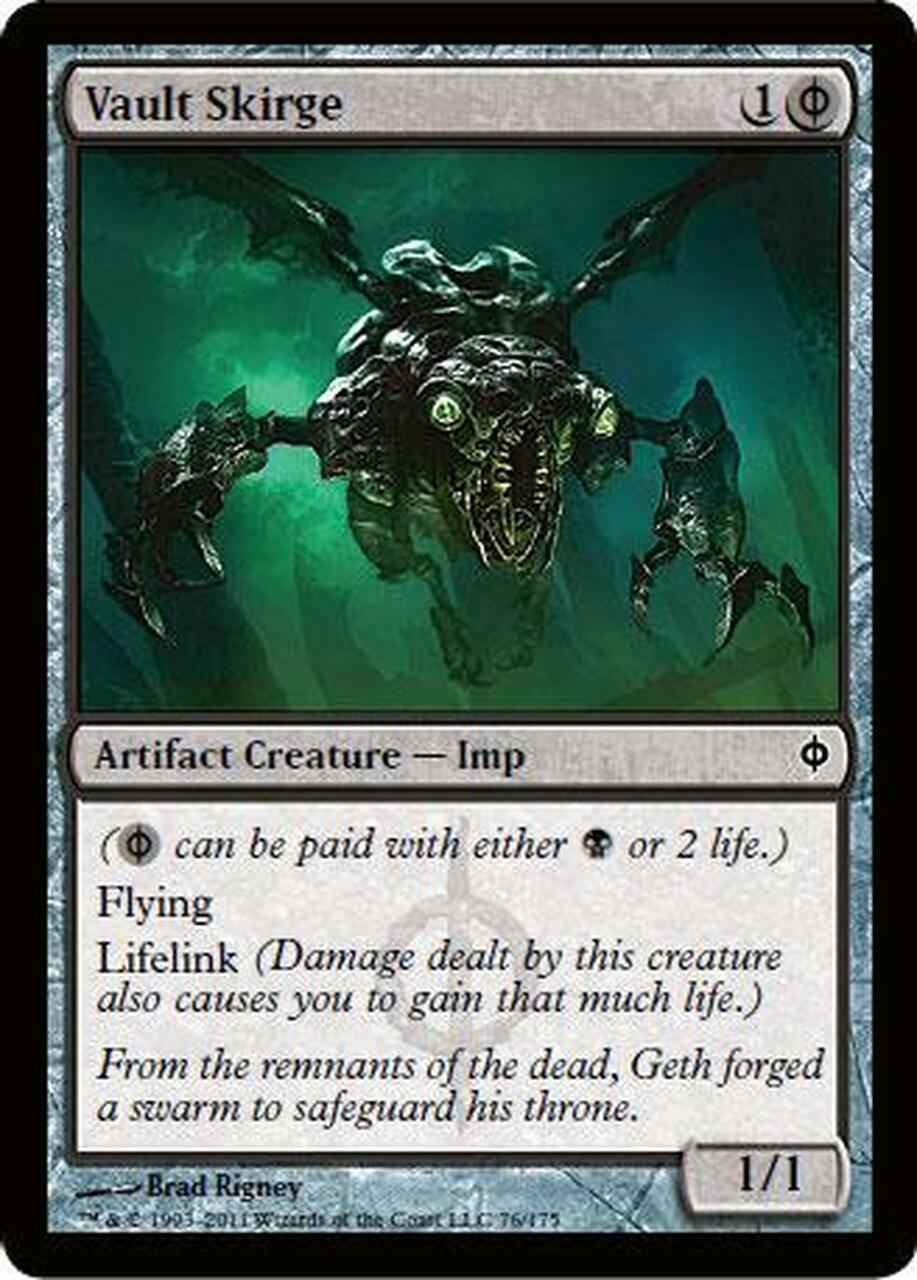 Vault Skirge 1
Artifact Creature — Imp
( can be paid with either or 2 life.)
Flying
Lifelink (Damage dealt by this creature
also causes you to gain that much life.)
From the remnants of the dead, Geth forged
a swarm to safeguard his throne.
1/1
Brad Rigney
™ & © 1993–2011 Wizards of the Coast LLC 76/175